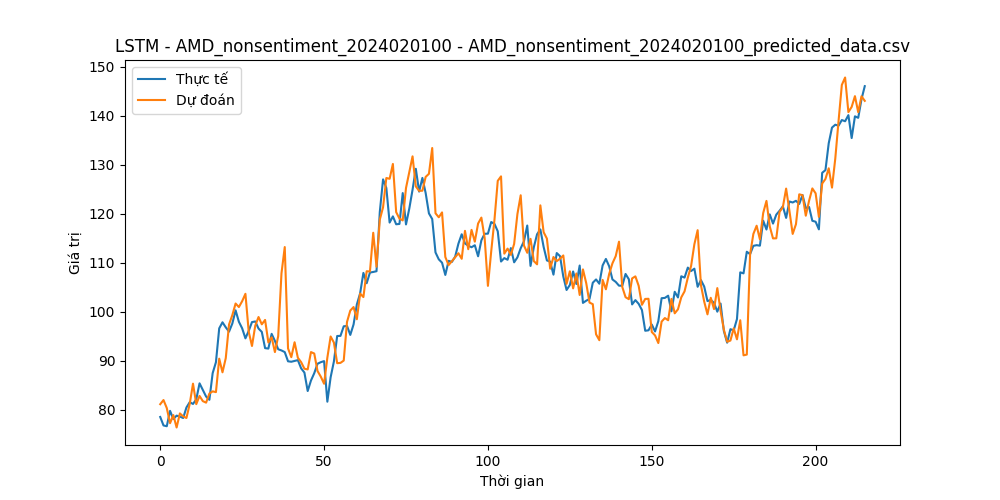 LSTM - AMD_nonsentiment_2024020100 - AMD_nonsentiment_2024020100_predicted_data.csv
Thực tế
Dự đoán
Giá trị
150
140
130
120
110
100
90
80
0
50
100
150
200
Thời gian